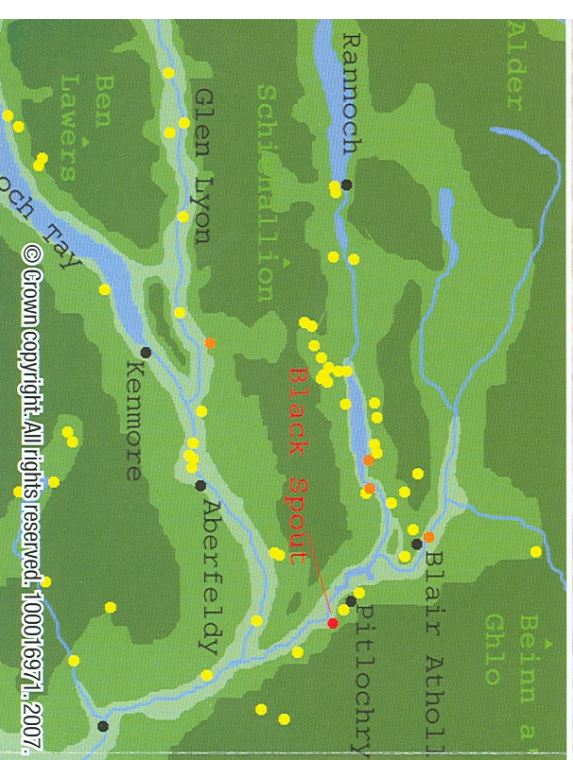 Alder
Rannoch
Schiehallion
Glen Lyon
Ben
Lawers
och Tay
Kenmore
Aberfeldy
Black Spout
Pitlochry
Blair Atholl
Beinn a'
Ghlo
© Crown copyright. All rights reserved. 100016971. 2007.